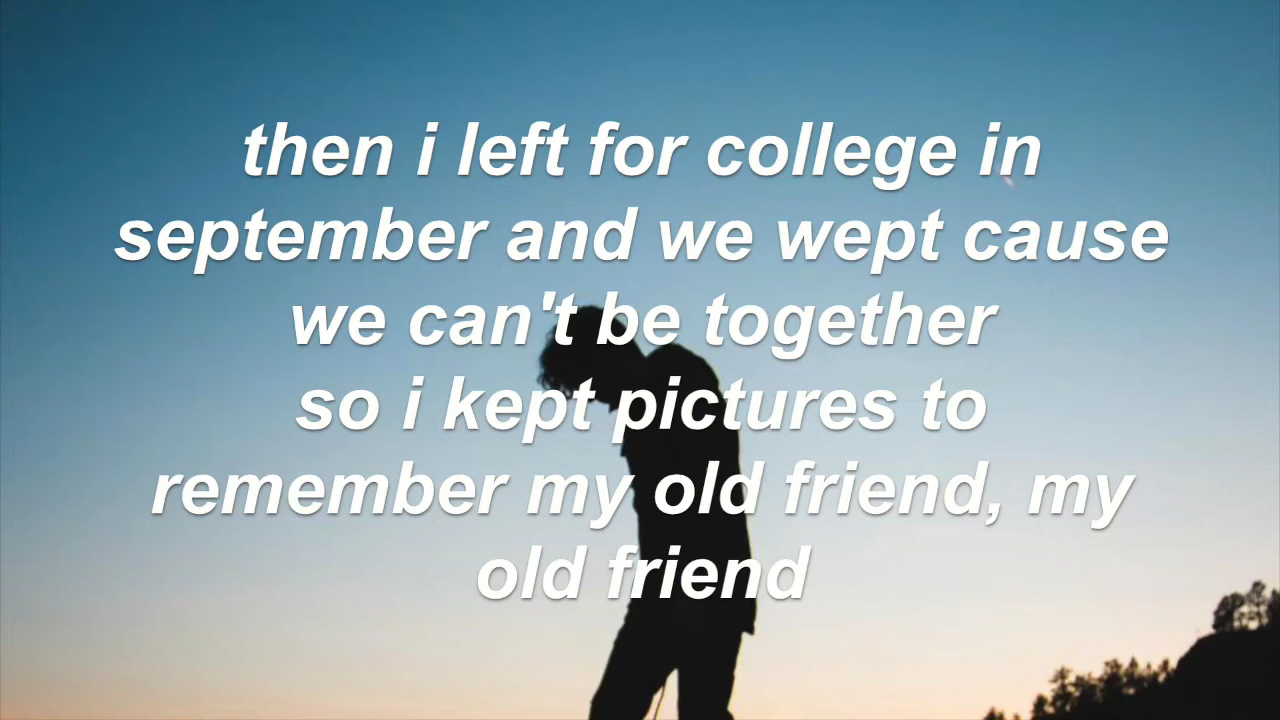 then i left for college in
september and we wept cause
we can't be together
so i kept pictures to
remember my old friend, my
old friend